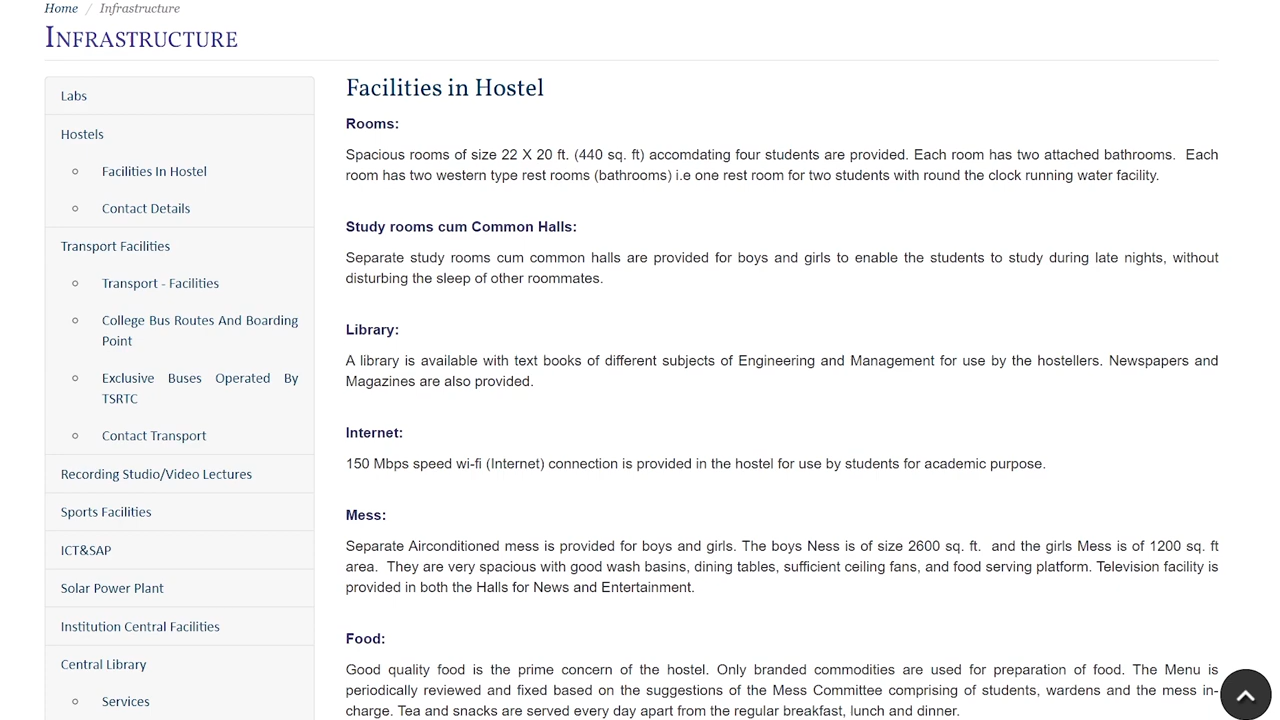 Home / Infrastructure
INFRASTRUCTURE
Labs
Hostels
Facilities In Hostel
Contact Details
Transport Facilities
Transport - Facilities
College Bus Routes And Boarding
Point
Exclusive Buses Operated By
TSRTC
Contact Transport
Recording Studio/Video Lectures
Sports Facilities
ICT&SAP
Solar Power Plant
Institution Central Facilities
Central Library
Services
Facilities in Hostel
Rooms:
Spacious rooms of size 22 X 20 ft. (440 sq. ft) accomdating four students are provided. Each room has two attached bathrooms. Each
room has two western type rest rooms (bathrooms) i.e one rest room for two students with round the clock running water facility.
Study rooms cum Common Halls:
Separate study rooms cum common halls are provided for boys and girls to enable the students to study during late nights, without
disturbing the sleep of other roommates.
Library:
A library is available with text books of different subjects of Engineering and Management for use by the hostellers. Newspapers and
Magazines are also provided.
Internet:
150 Mbps speed wi-fi (Internet) connection is provided in the hostel for use by students for academic purpose.
Mess:
Separate Airconditioned mess is provided for boys and girls. The boys Ness is of size 2600 sq. ft. and the girls Mess is of 1200 sq. ft
area. They are very spacious with good wash basins, dining tables, sufficient ceiling fans, and food serving platform. Television facility is
provided in both the Halls for News and Entertainment.
Food:
Good quality food is the prime concern of the hostel. Only branded commodities are used for preparation of food. The Menu is
periodically reviewed and fixed based on the suggestions of the Mess Committee comprising of students, wardens and the mess in-
charge. Tea and snacks are served every day apart from the regular breakfast, lunch and dinner.